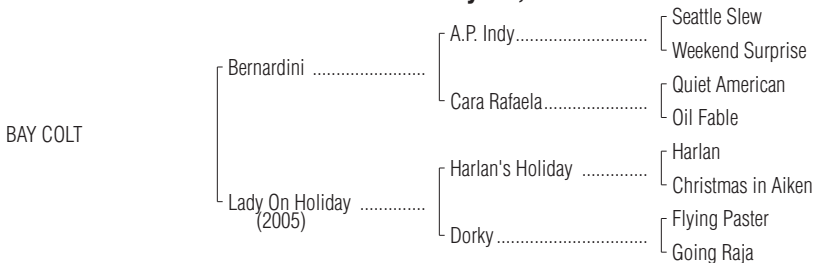 Seattle Slew
A.P. Indy..............................
Weekend Surprise
Bernardini ........................
Quiet American
Cara Rafaela......................
Oil Fable
BAY COLT
Harlan
Harlan's Holiday ..............
Christmas in Aiken
Lady On Holiday ..............
(2005)
Flying Paster
Dorky ................................
Going Raja